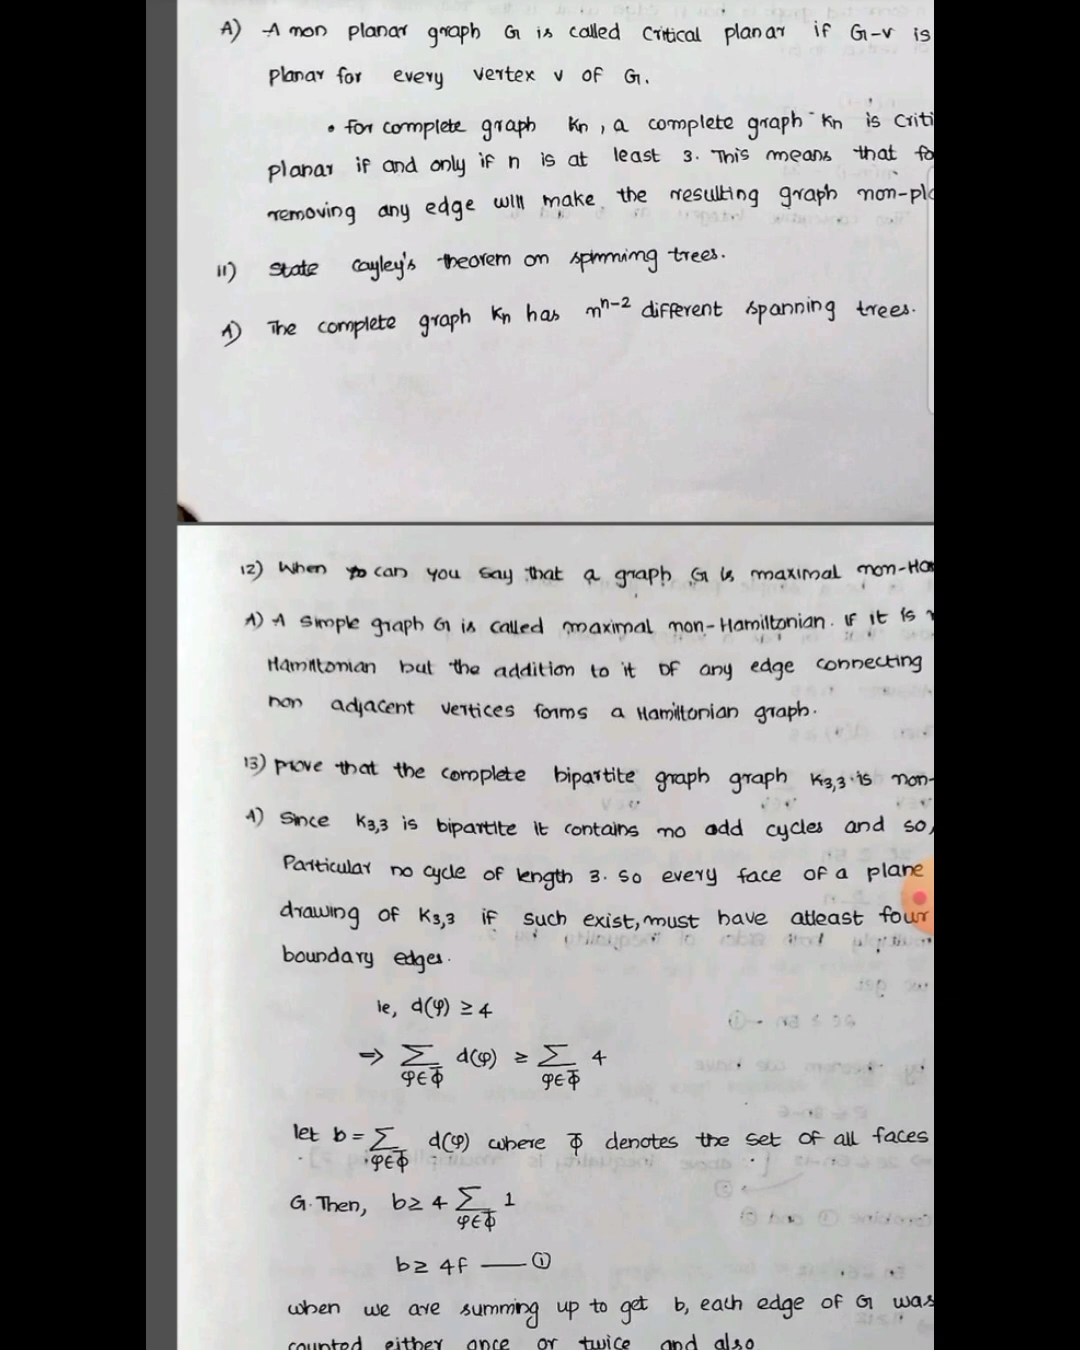 A) A non planar graph G is called critical planar if G-v is
planar for every vertex v of G.
• for complete graph Kn, a complete graph Kn is criti
planar if and only if n is at least 3. This means that fo
removing any edge will make the resulting graph non-pla
11) State Cayley's theorem on spinning trees.
A) The complete graph Kn has nⁿ⁻² different spanning trees.
12) When can you say that a graph G is maximal non-Ha
A) A simple graph G is called maximal non-Hamiltonian. If it is
Hamiltonian but the addition to it of any edge connecting
non adjacent vertices forms a Hamiltonian graph.
13) prove that the complete bipartite graph graph K3,3 is non-
A) Since K3,3 is bipartite it contains no odd cycles and so,
Particular no cycle of length 3. So every face of a plane
drawing of K3,3 if such exist, must have atleast four
boundary edges.
ie, d(φ) ≥ 4
⇒ Σ d(φ) ≥ Σ 4
φ∈Φ φ∈Φ
let b = Σ d(φ) where Φ denotes the set of all faces
φ∈Φ
G. Then, b ≥ 4 Σ 1
φ∈Φ
b ≥ 4f — ①
when we are summing up to get b, each edge of G was
counted either once or twice and also